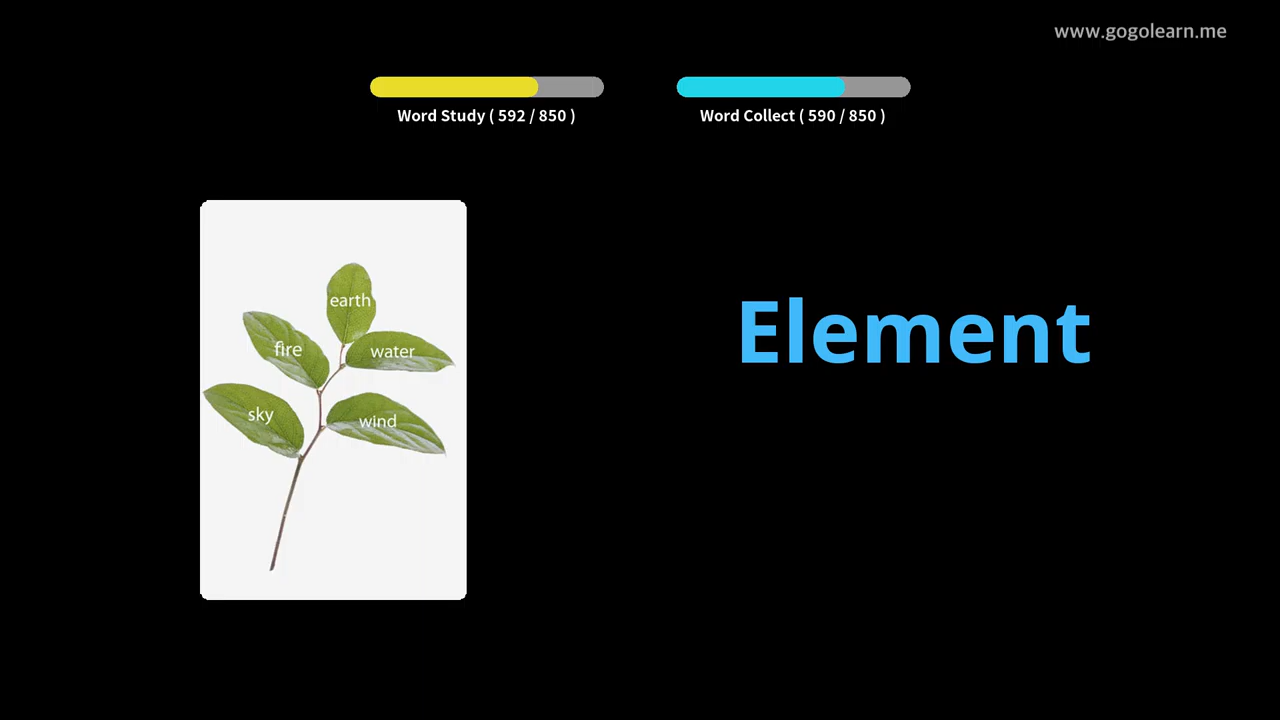 www.gogolearn.me
Word Study ( 592 / 850 )
Word Collect ( 590 / 850 )
earth
fire
water
sky
wind
Element